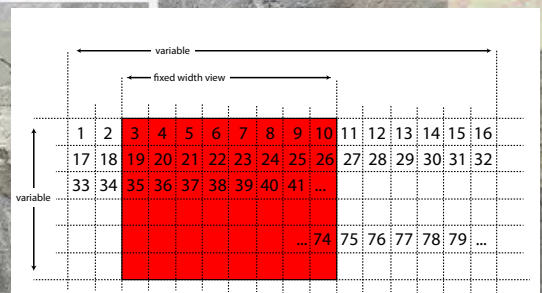 variable
fixed width view
1 2 3 4 5 6 7 8 9 10 11 12 13 14 15 16
17 18 19 20 21 22 23 24 25 26 27 28 29 30 31 32
33 34 35 36 37 38 39 40 41 ...
variable
... 74 75 76 77 78 79 ...